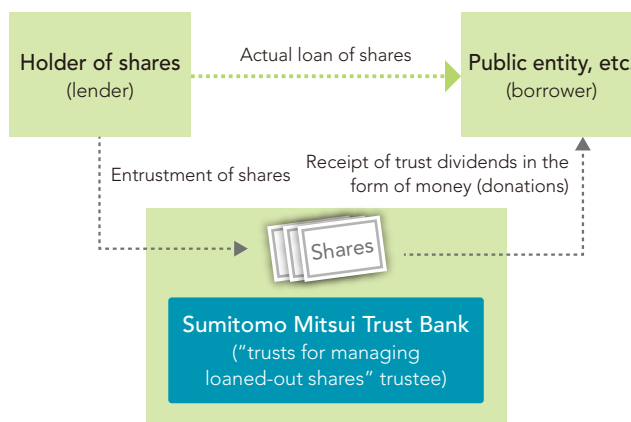 Holder of shares
(lender)
Actual loan of shares
Public entity, etc.
(borrower)
Entrustment of shares
Receipt of trust dividends in the
form of money (donations)
Shares
Sumitomo Mitsui Trust Bank
(“trusts for managing
loaned-out shares” trustee)